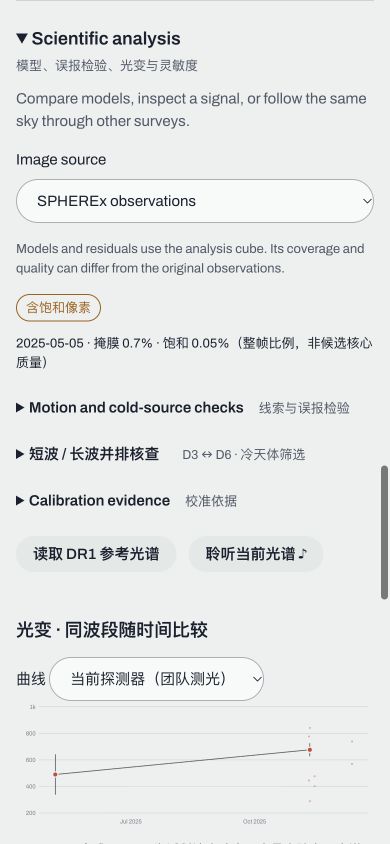 ▼ Scientific analysis
模型、误报检验、光变与灵敏度
Compare models, inspect a signal, or follow the same
sky through other surveys.
Image source
SPHEREx observations
Models and residuals use the analysis cube. Its coverage and
quality can differ from the original observations.
含饱和像素
2025-05-05 · 掩膜 0.7% · 饱和 0.05%（整帧比例，非候选核心
质量）
▶ Motion and cold-source checks 线索与误报检验
▶ 短波 / 长波并排核查 D3 ↔ D6 · 冷天体筛选
▶ Calibration evidence 校准依据
读取 DR1 参考光谱 聆听当前光谱 ♪
光变 · 同波段随时间比较
曲线 当前探测器（团队测光）
1k
800
600
400
200
Jul 2025 Oct 2025